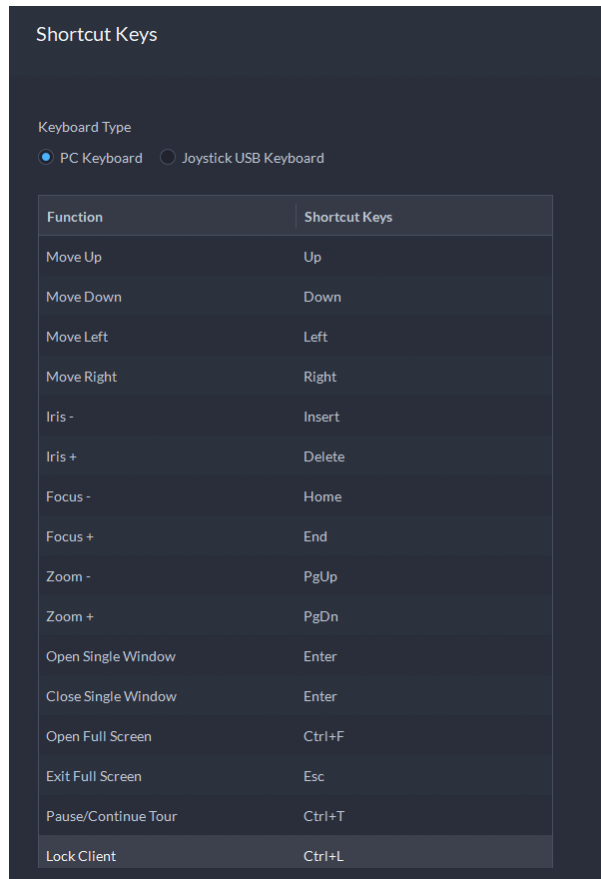 Shortcut Keys
Keyboard Type
PC Keyboard Joystick USB Keyboard
Function Shortcut Keys
Move Up Up
Move Down Down
Move Left Left
Move Right Right
Iris - Insert
Iris + Delete
Focus - Home
Focus + End
Zoom - PgUp
Zoom + PgDn
Open Single Window Enter
Close Single Window Enter
Open Full Screen Ctrl+F
Exit Full Screen Esc
Pause/Continue Tour Ctrl+T
Lock Client Ctrl+L